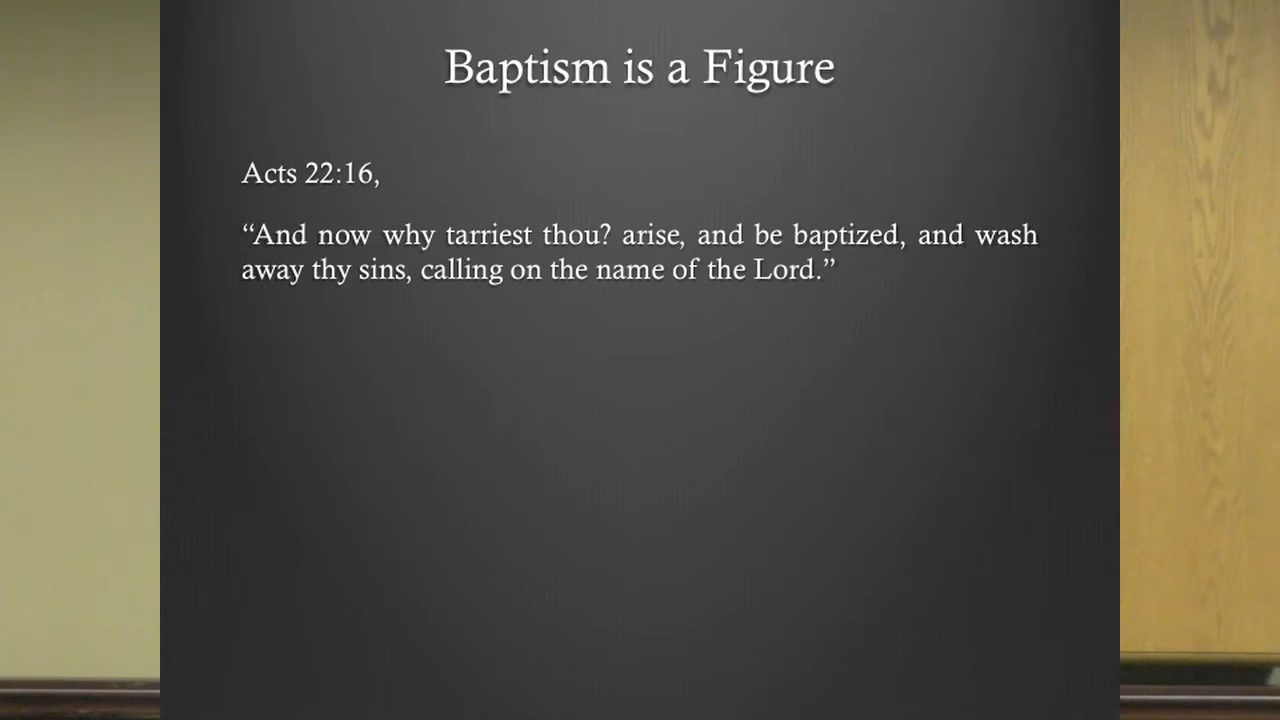 Baptism is a Figure
Acts 22:16,
“And now why tarriest thou? arise, and be baptized, and wash
away thy sins, calling on the name of the Lord.”